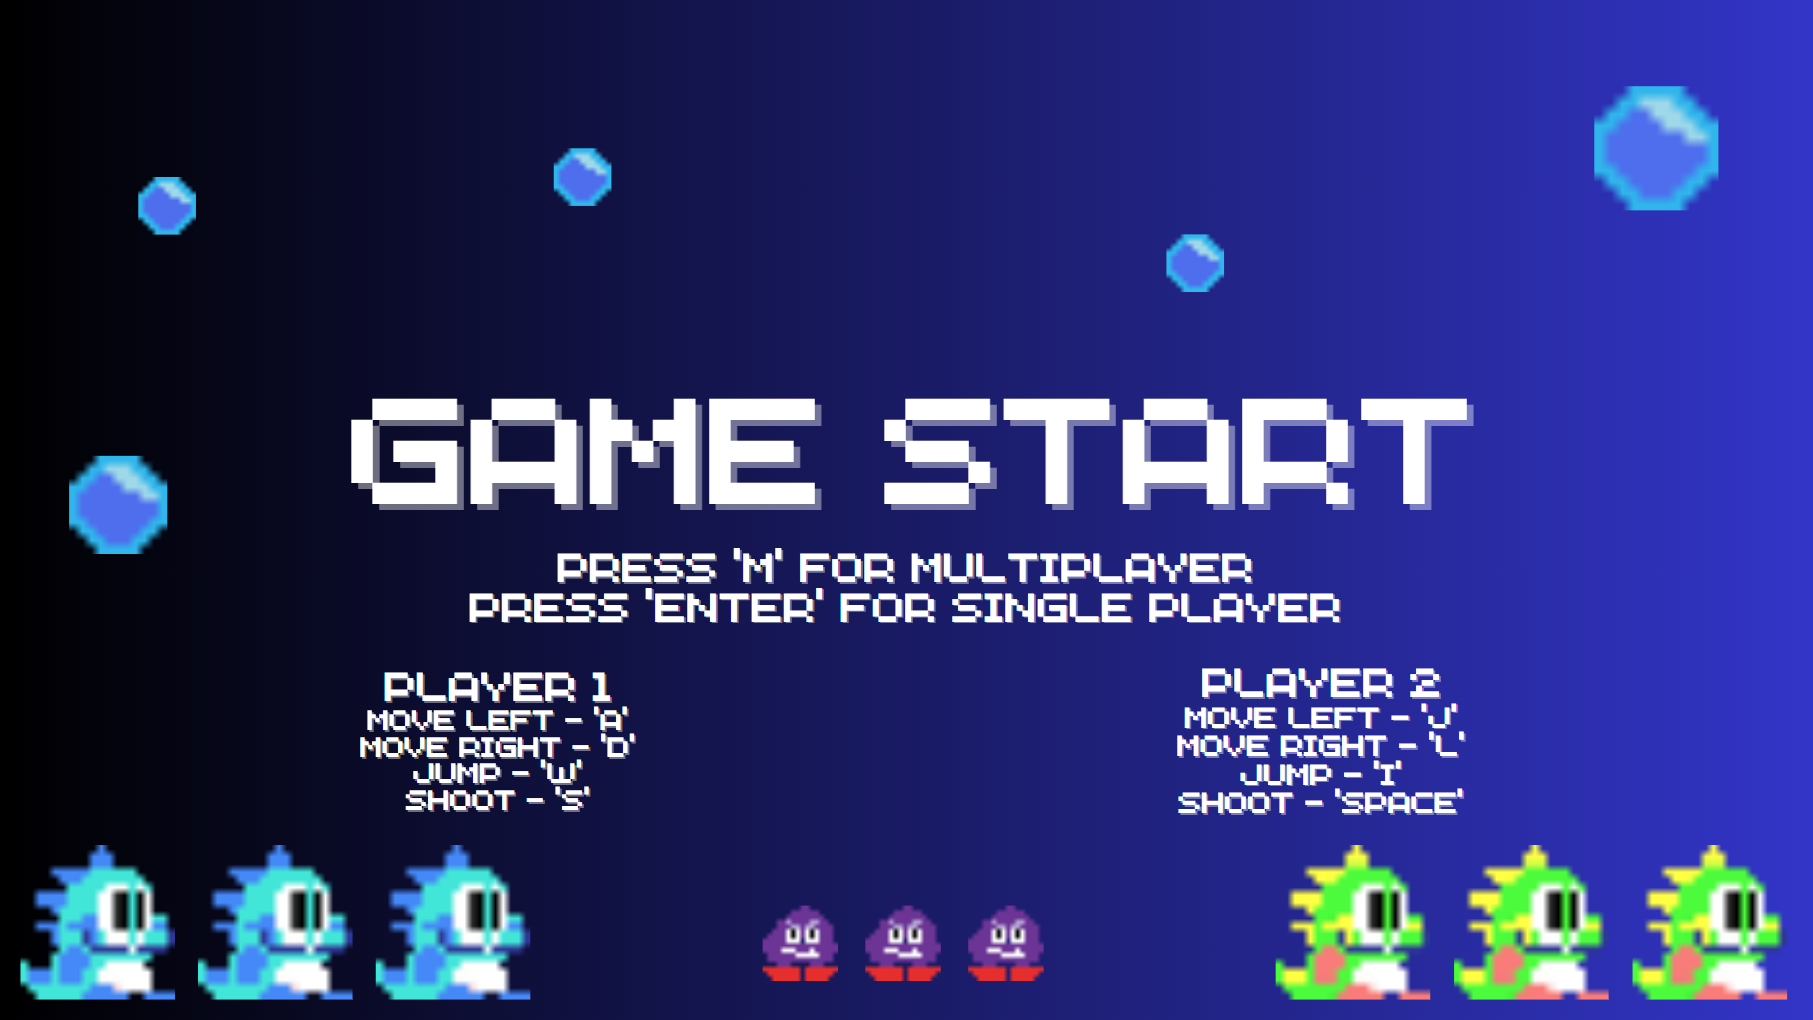 GAME START
PRESS 'M' FOR MULTIPLAYER
PRESS 'ENTER' FOR SINGLE PLAYER
PLAYER 1
MOVE LEFT - 'A'
MOVE RIGHT - 'D'
JUMP - 'W'
SHOOT - 'S'
PLAYER 2
MOVE LEFT - 'J'
MOVE RIGHT - 'L'
JUMP - 'I'
SHOOT - 'SPACE'